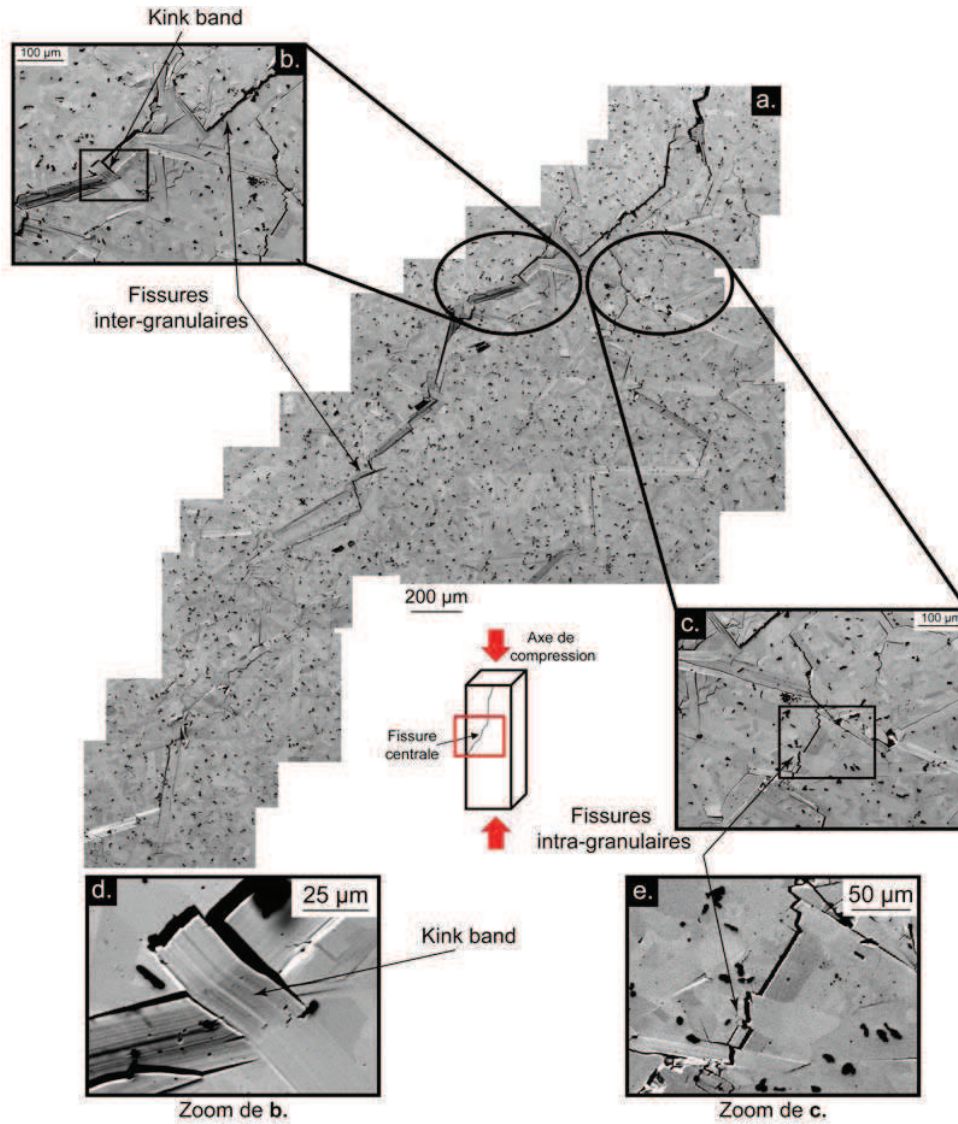 Kink band
100 µm
b.
a.
Fissures
inter-granulaires
200 µm
Axe de
compression
Fissure
centrale
c.
100 µm
Fissures
intra-granulaires
d.
25 µm
Kink band
e.
50 µm
Zoom de b.
Zoom de c.